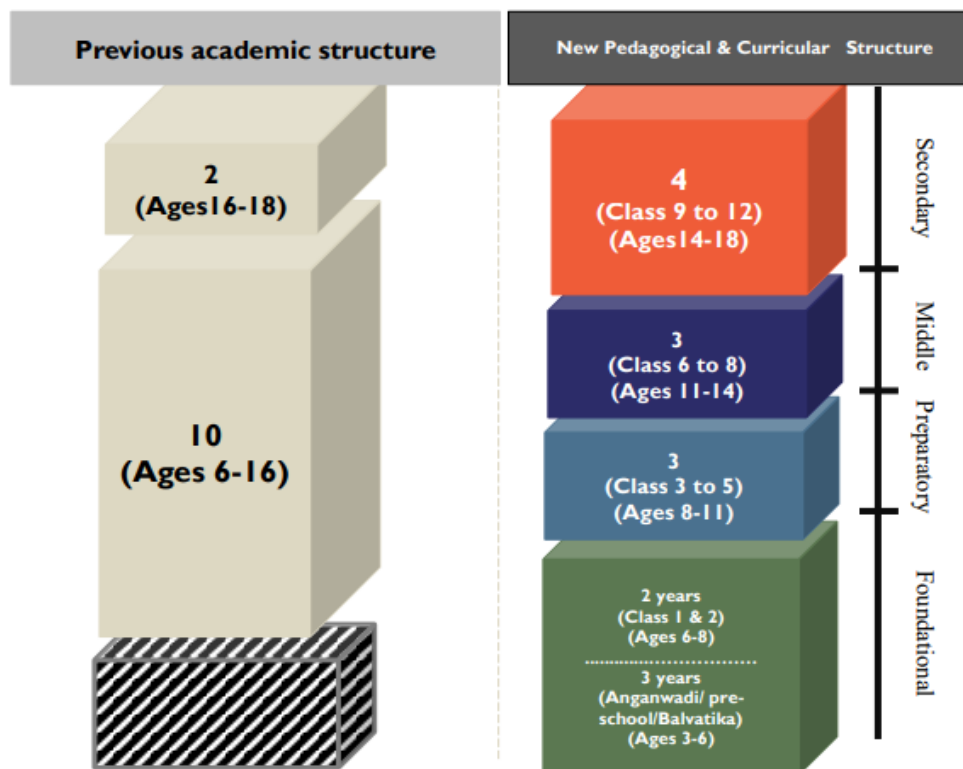 Previous academic structure
New Pedagogical & Curricular Structure
2
(Ages16-18)
10
(Ages 6-16)
4
(Class 9 to 12)
(Ages14-18)
3
(Class 6 to 8)
(Ages 11-14)
3
(Class 3 to 5)
(Ages 8-11)
2 years
(Class 1 & 2)
(Ages 6-8)
3 years
(Anganwadi/ pre-
school/Balvatika)
(Ages 3-6)
Secondary
Middle
Preparatory
Foundational